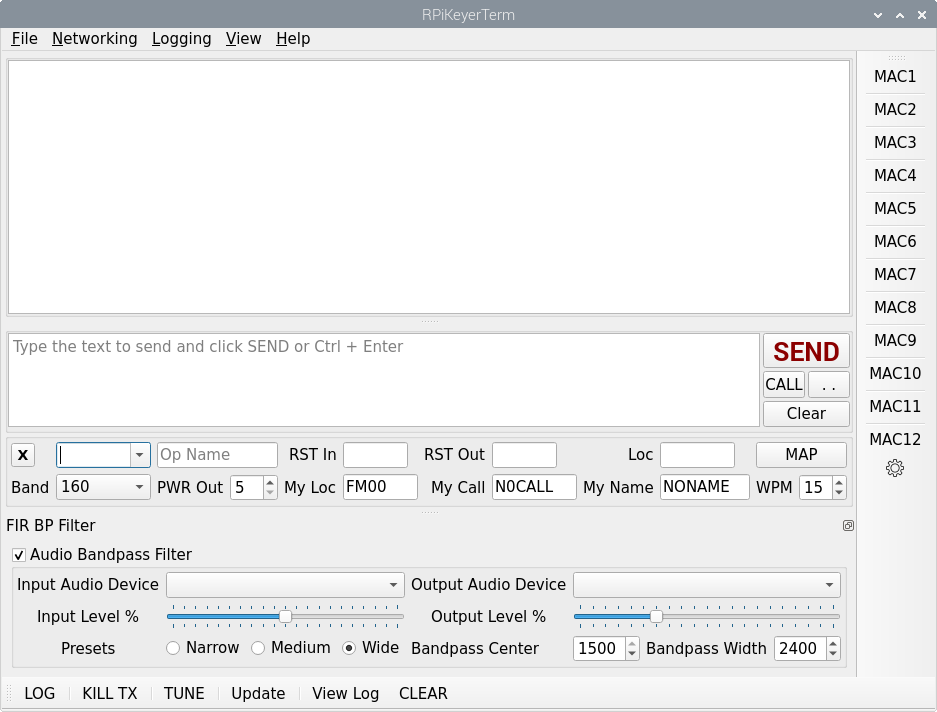 RPiKeyerTerm
File Networking Logging View Help
MAC1
MAC2
MAC3
MAC4
MAC5
MAC6
MAC7
MAC8
MAC9
MAC10
MAC11
MAC12
Type the text to send and click SEND or Ctrl + Enter
SEND
CALL . .
Clear
X Op Name RST In RST Out Loc MAP
Band 160 PWR Out 5 My Loc FM00 My Call N0CALL My Name NONAME WPM 15
FIR BP Filter
Audio Bandpass Filter
Input Audio Device Output Audio Device
Input Level % Output Level %
Presets Narrow Medium Wide Bandpass Center 1500 Bandpass Width 2400
LOG KILL TX TUNE Update View Log CLEAR